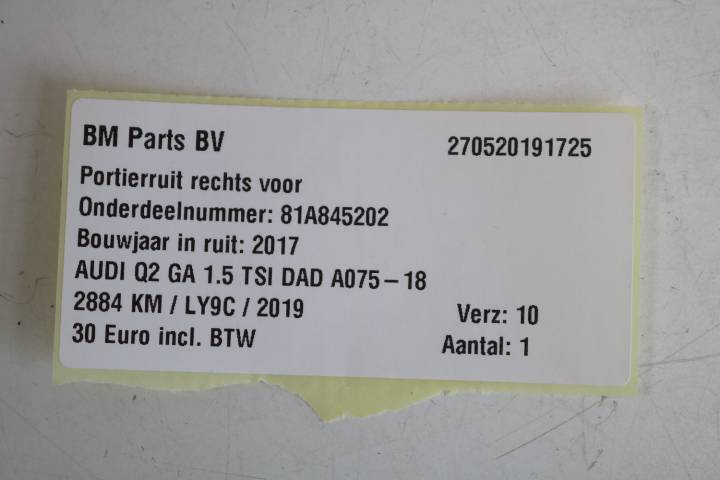 BM Parts BV 270520191725
Portierruit rechts voor
Onderdeelnummer: 81A845202
Bouwjaar in ruit: 2017
AUDI Q2 GA 1.5 TSI DAD A075-18
2884 KM / LY9C / 2019 Verz: 10
30 Euro incl. BTW Aantal: 1